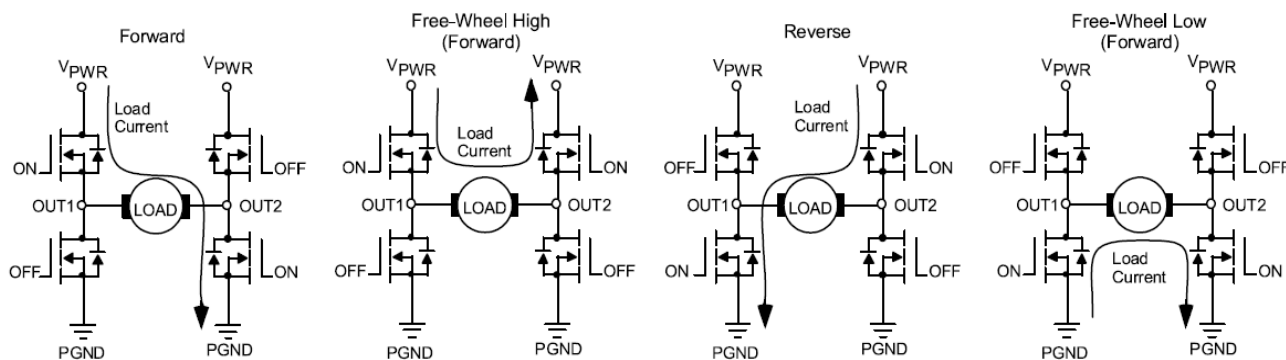 Forward
VPWR
VPWR
Load
Current
ON
OFF
OUT1
LOAD
OUT2
OFF
ON
PGND
PGND
Free-Wheel High
(Forward)
VPWR
VPWR
Load
Current
ON
ON
OUT1
LOAD
OUT2
OFF
OFF
PGND
PGND
Reverse
VPWR
VPWR
Load
Current
OFF
ON
OUT1
LOAD
OUT2
ON
OFF
PGND
PGND
Free-Wheel Low
(Forward)
VPWR
VPWR
OFF
OFF
OUT1
LOAD
OUT2
ON
Load
Current
ON
PGND
PGND